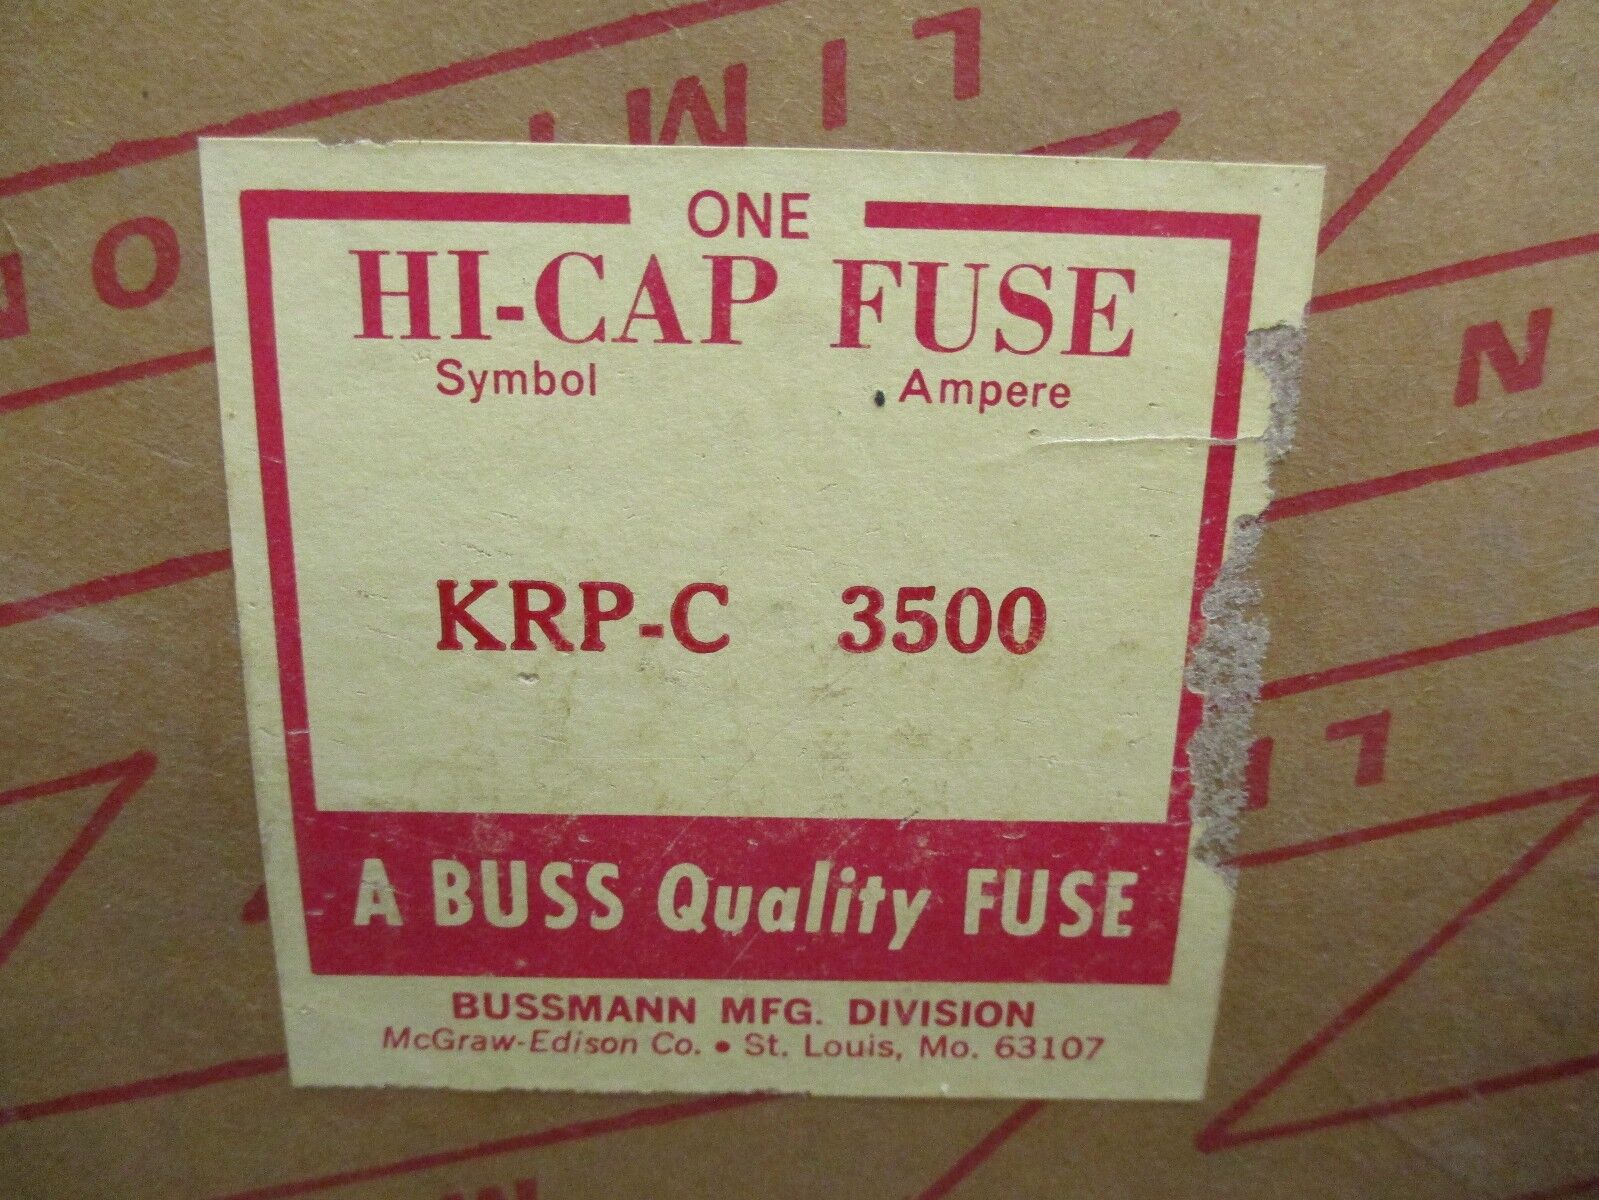 ONE
HI-CAP FUSE
Symbol Ampere
KRP-C 3500
A BUSS Quality FUSE
BUSSMANN MFG. DIVISION
McGraw-Edison Co. • St. Louis, Mo. 63107